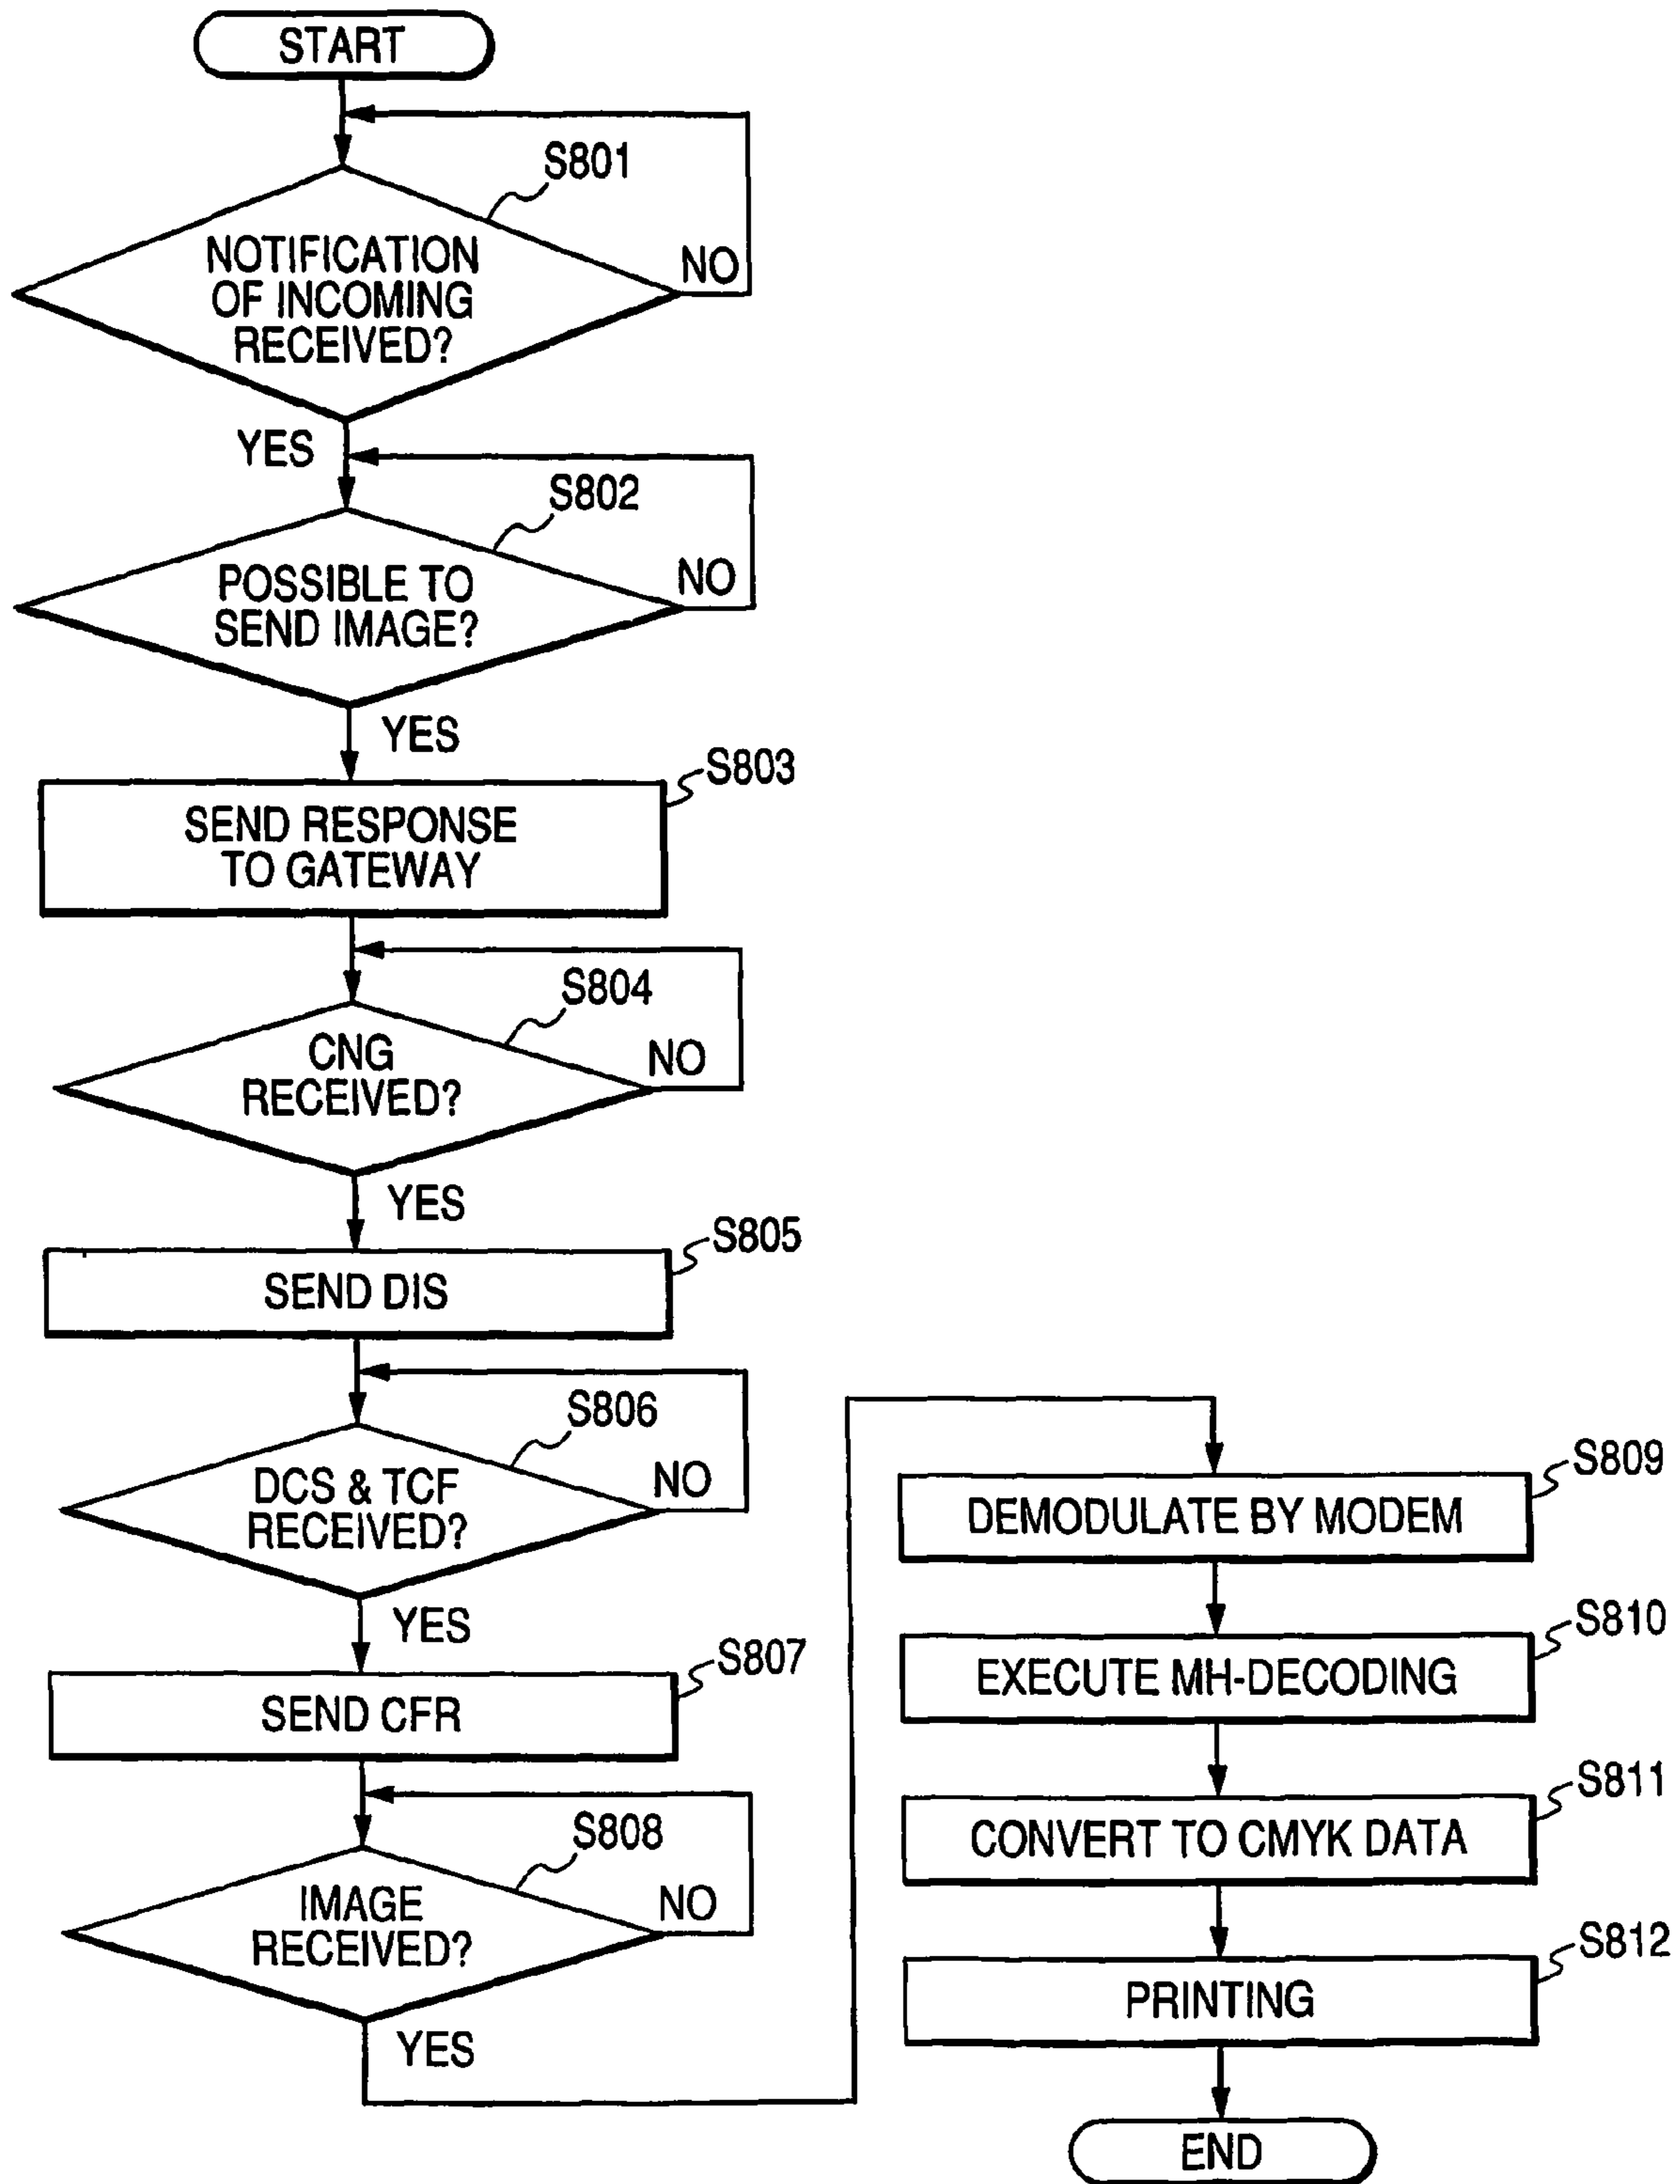 START
S801
NOTIFICATION
OF INCOMING
RECEIVED?
NO
YES
S802
POSSIBLE TO
SEND IMAGE?
NO
YES
S803
SEND RESPONSE
TO GATEWAY
S804
CNG
RECEIVED?
NO
YES
S805
SEND DIS
S806
DCS & TCF
RECEIVED?
NO
YES
S807
SEND CFR
S808
IMAGE
RECEIVED?
NO
YES
S809
DEMODULATE BY MODEM
S810
EXECUTE MH-DECODING
S811
CONVERT TO CMYK DATA
S812
PRINTING
END